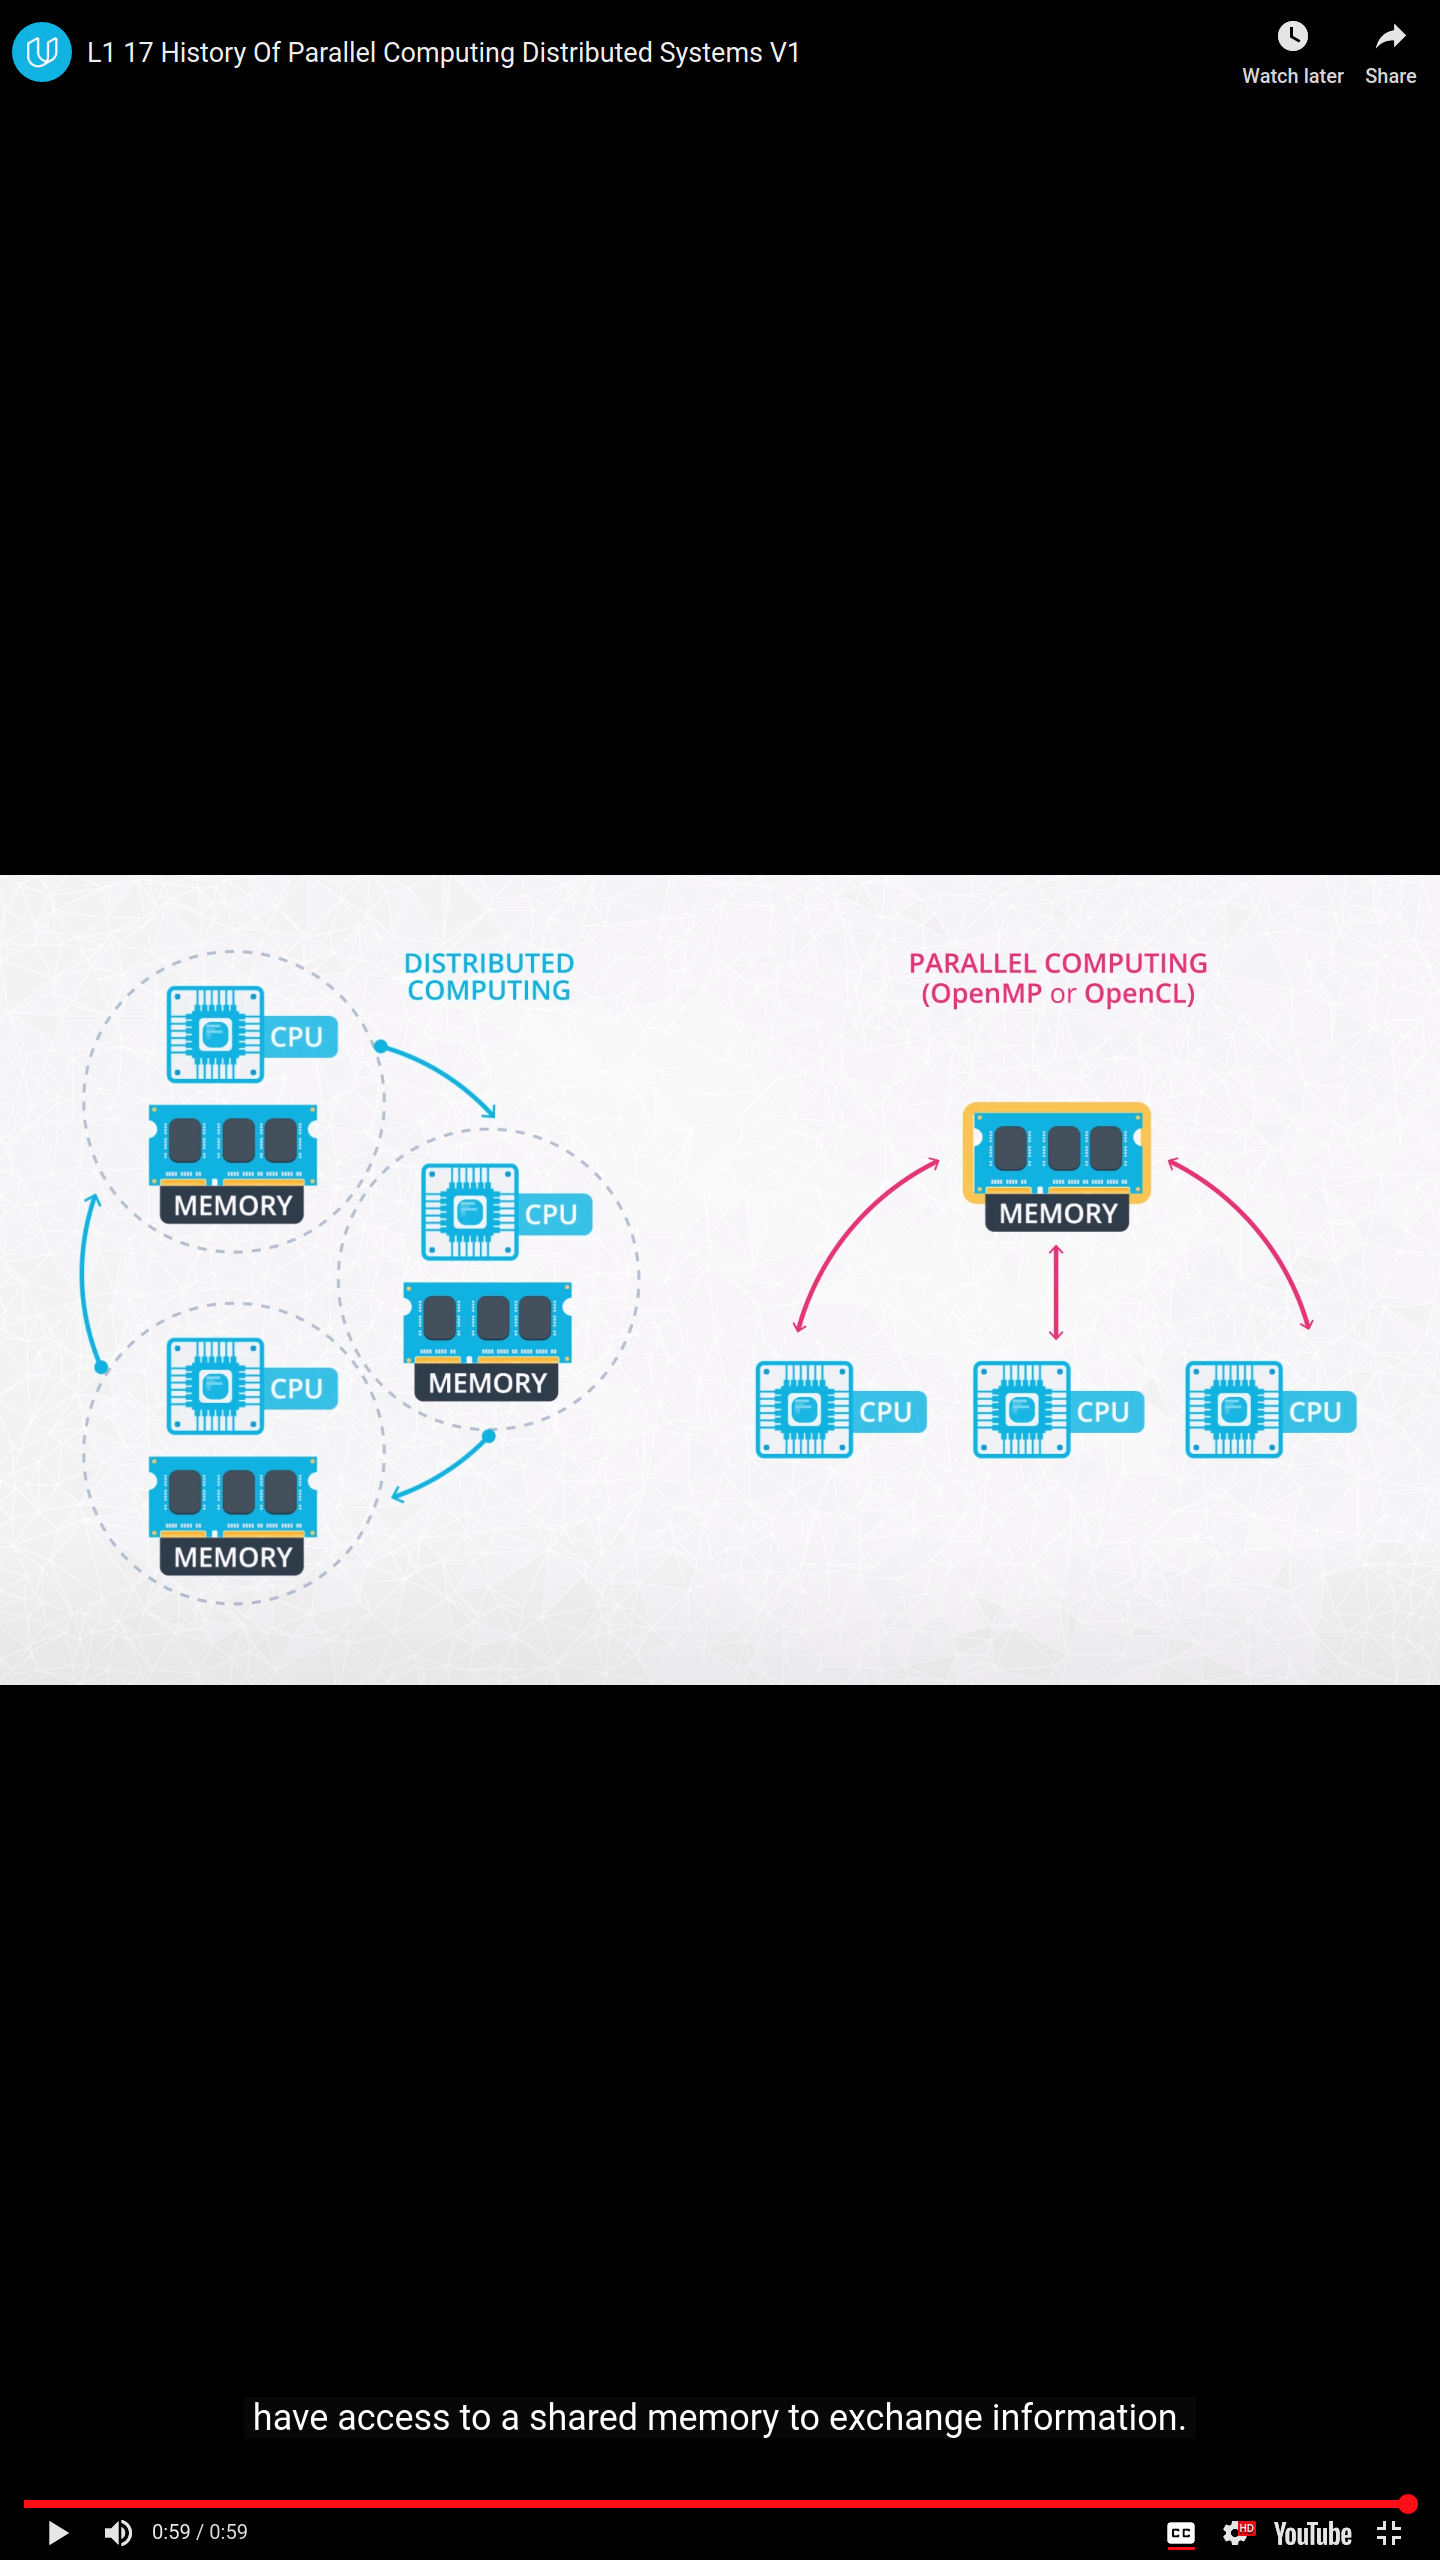 L1 17 History Of Parallel Computing Distributed Systems V1
Watch later
Share
DISTRIBUTED
COMPUTING
CPU
MEMORY
CPU
MEMORY
CPU
MEMORY
PARALLEL COMPUTING
(OpenMP or OpenCL)
MEMORY
CPU
CPU
CPU
have access to a shared memory to exchange information.
0:59 / 0:59
CC
HD
YouTube